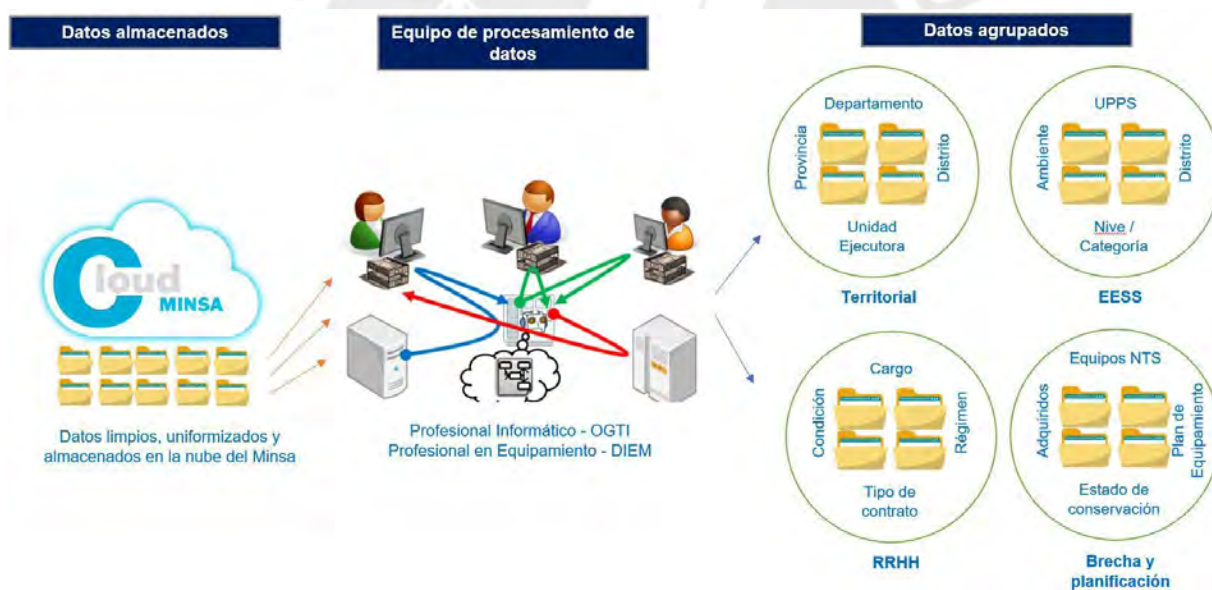 Datos almacenados
Equipo de procesamiento de
datos
Datos agrupados
Cloud
MINSA
Datos limpios, uniformizados y
almacenados en la nube del Minsa
Profesional Informático - OGTI
Profesional en Equipamiento - DIEM
Departamento
Provincia
Distrito
Unidad
Ejecutora
Territorial
UPPS
Ambiente
Distrito
Nive /
Categoría
EESS
Cargo
Condición
Régimen
Tipo de
contrato
RRHH
Equipos NTS
Adquiridos
Plan de
Equipamiento
Estado de
conservación
Brecha y
planificación